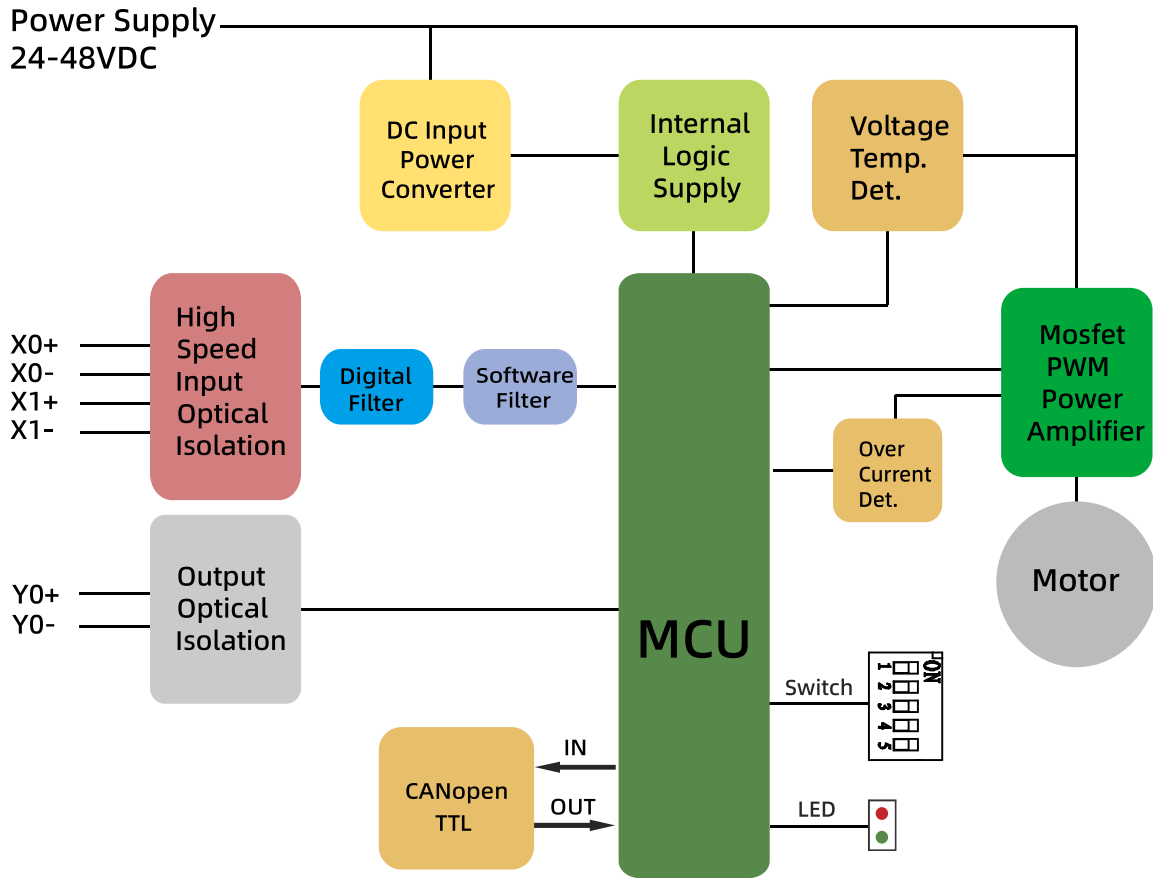 Power Supply
24-48VDC
DC Input
Power
Converter
Internal
Logic
Supply
Voltage
Temp.
Det.
High
Speed
Input
Optical
Isolation
X0+
X0-
X1+
X1-
Digital
Filter
Software
Filter
Mosfet
PWM
Power
Amplifier
Over
Current
Det.
Motor
Output
Optical
Isolation
Y0+
Y0-
MCU
Switch
ON
1
2
3
4
5
CANopen
TTL
IN
OUT
LED